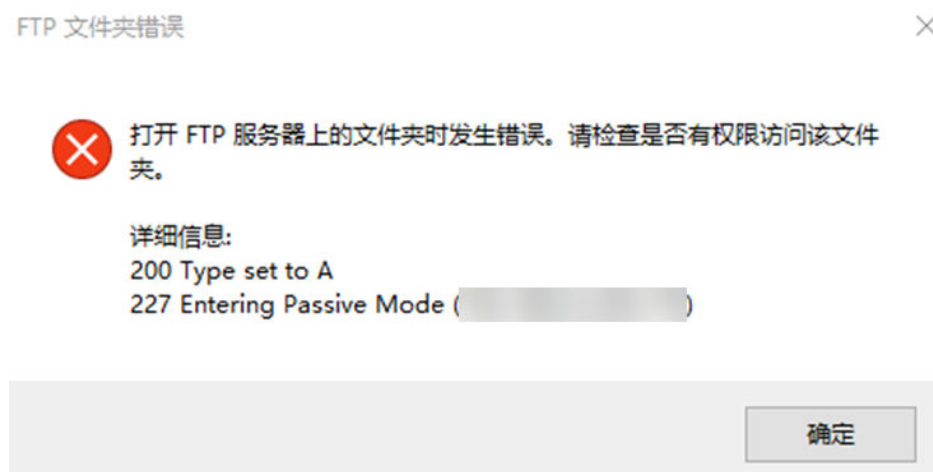 FTP 文件夹错误
打开 FTP 服务器上的文件夹时发生错误。请检查是否有权限访问该文件
夹。
详细信息:
200 Type set to A
227 Entering Passive Mode ( )
确定